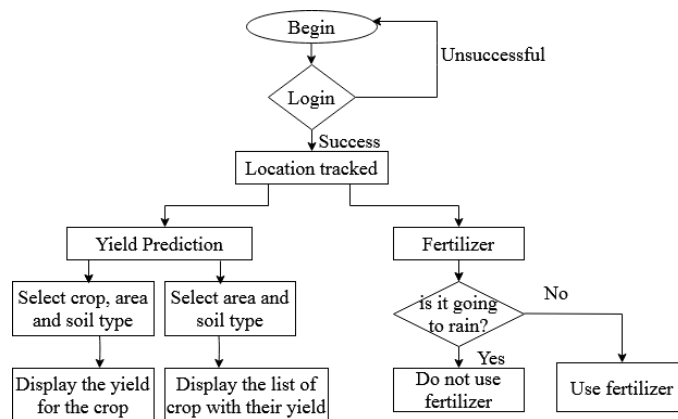 Begin
Unsuccessful
Login
Success
Location tracked
Yield Prediction
Fertilizer
Select crop, area
and soil type
Select area and
soil type
is it going
to rain?
No
Yes
Display the yield
for the crop
Display the list of
crop with their yield
Do not use
fertilizer
Use fertilizer